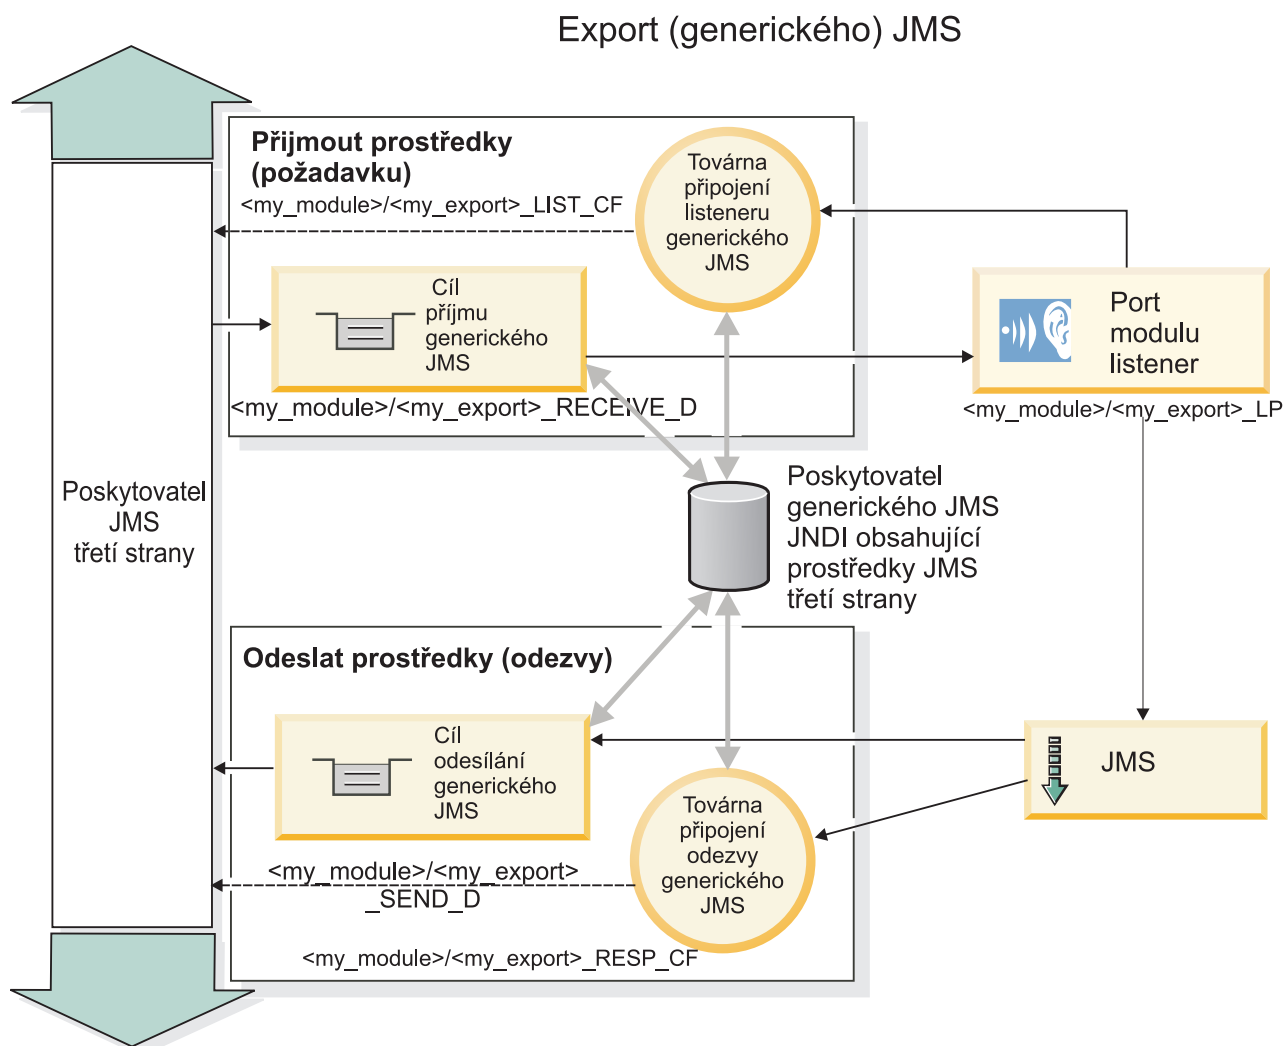 Export (generického) JMS
Přijmout prostředky
(požadavku)
<my_module>/<my_export>_LIST_CF
Továrna
připojení
listeneru
generického
JMS
Cíl
příjmu
generického
JMS
<my_module>/<my_export>_RECEIVE_D
Port
modulu
listener
<my_module>/<my_export>_LP
Poskytovatel
JMS
třetí strany
Poskytovatel
generického JMS
JNDI obsahující
prostředky JMS
třetí strany
Odeslat prostředky (odezvy)
Cíl
odesílání
generického
JMS
JMS
Továrna
připojení
odezvy
generického
JMS
<my_module>/<my_export>
_SEND_D
<my_module>/<my_export>_RESP_CF